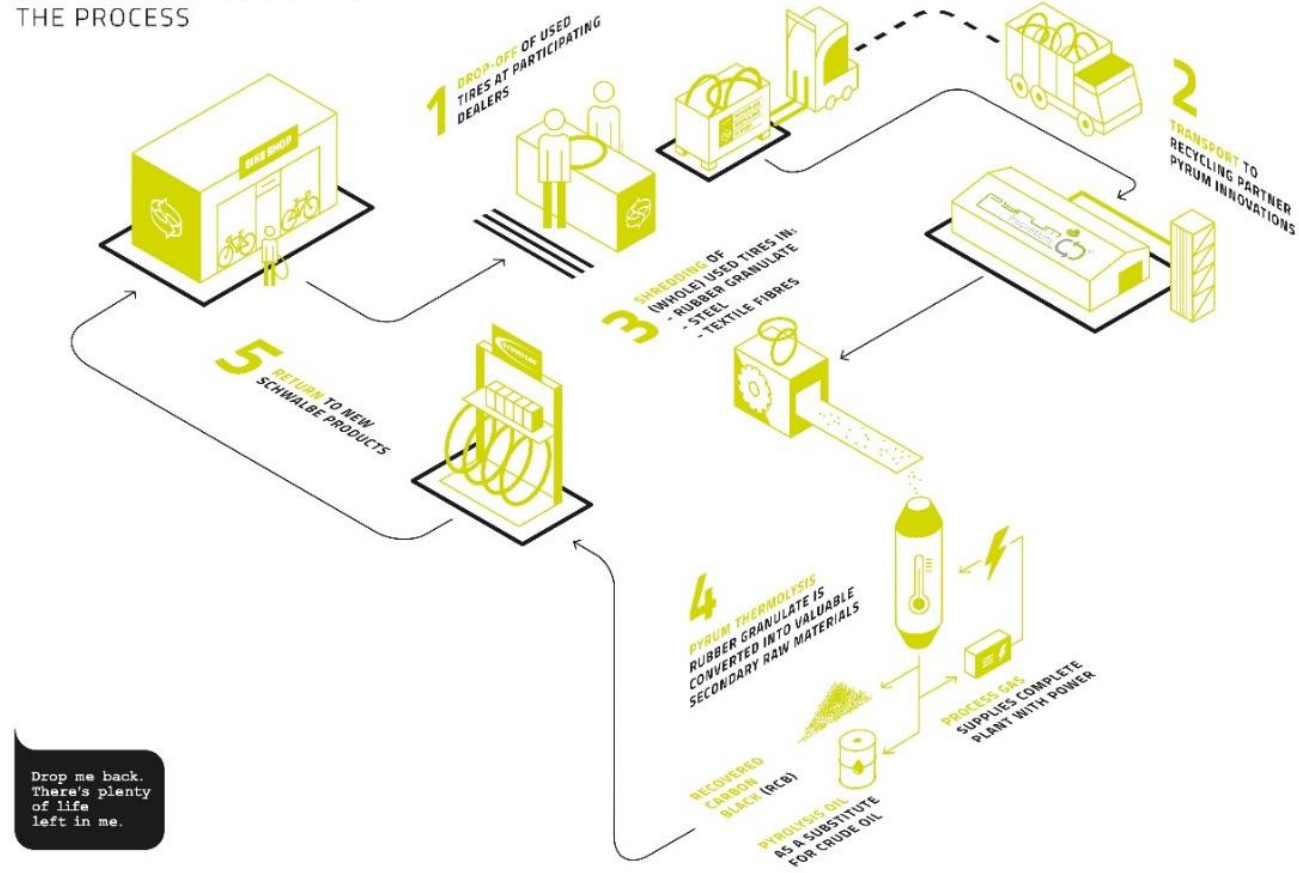 THE PROCESS
1
DROP-OFF OF USED
TIRES AT PARTICIPATING
DEALERS
BIKE SHOP
2
TRANSPORT TO
RECYCLING PARTNER
PYRUM INNOVATIONS
3
SHREDDING OF
(WHOLE) USED TIRES IN:
- RUBBER GRANULATE
- STEEL
- TEXTILE FIBRES
4
PYRUM THERMOLYSIS
RUBBER GRANULATE IS
CONVERTED INTO VALUABLE
SECONDARY RAW MATERIALS
PROCESS GAS
SUPPLIES COMPLETE
PLANT WITH POWER
RECOVERED
CARBON
BLACK (RCB)
PYROLYSIS OIL
AS A SUBSTITUTE
FOR CRUDE OIL
5
RETURN TO NEW
SCHWALBE PRODUCTS
SCHWALBE
Drop me back.
There's plenty
of life
left in me.